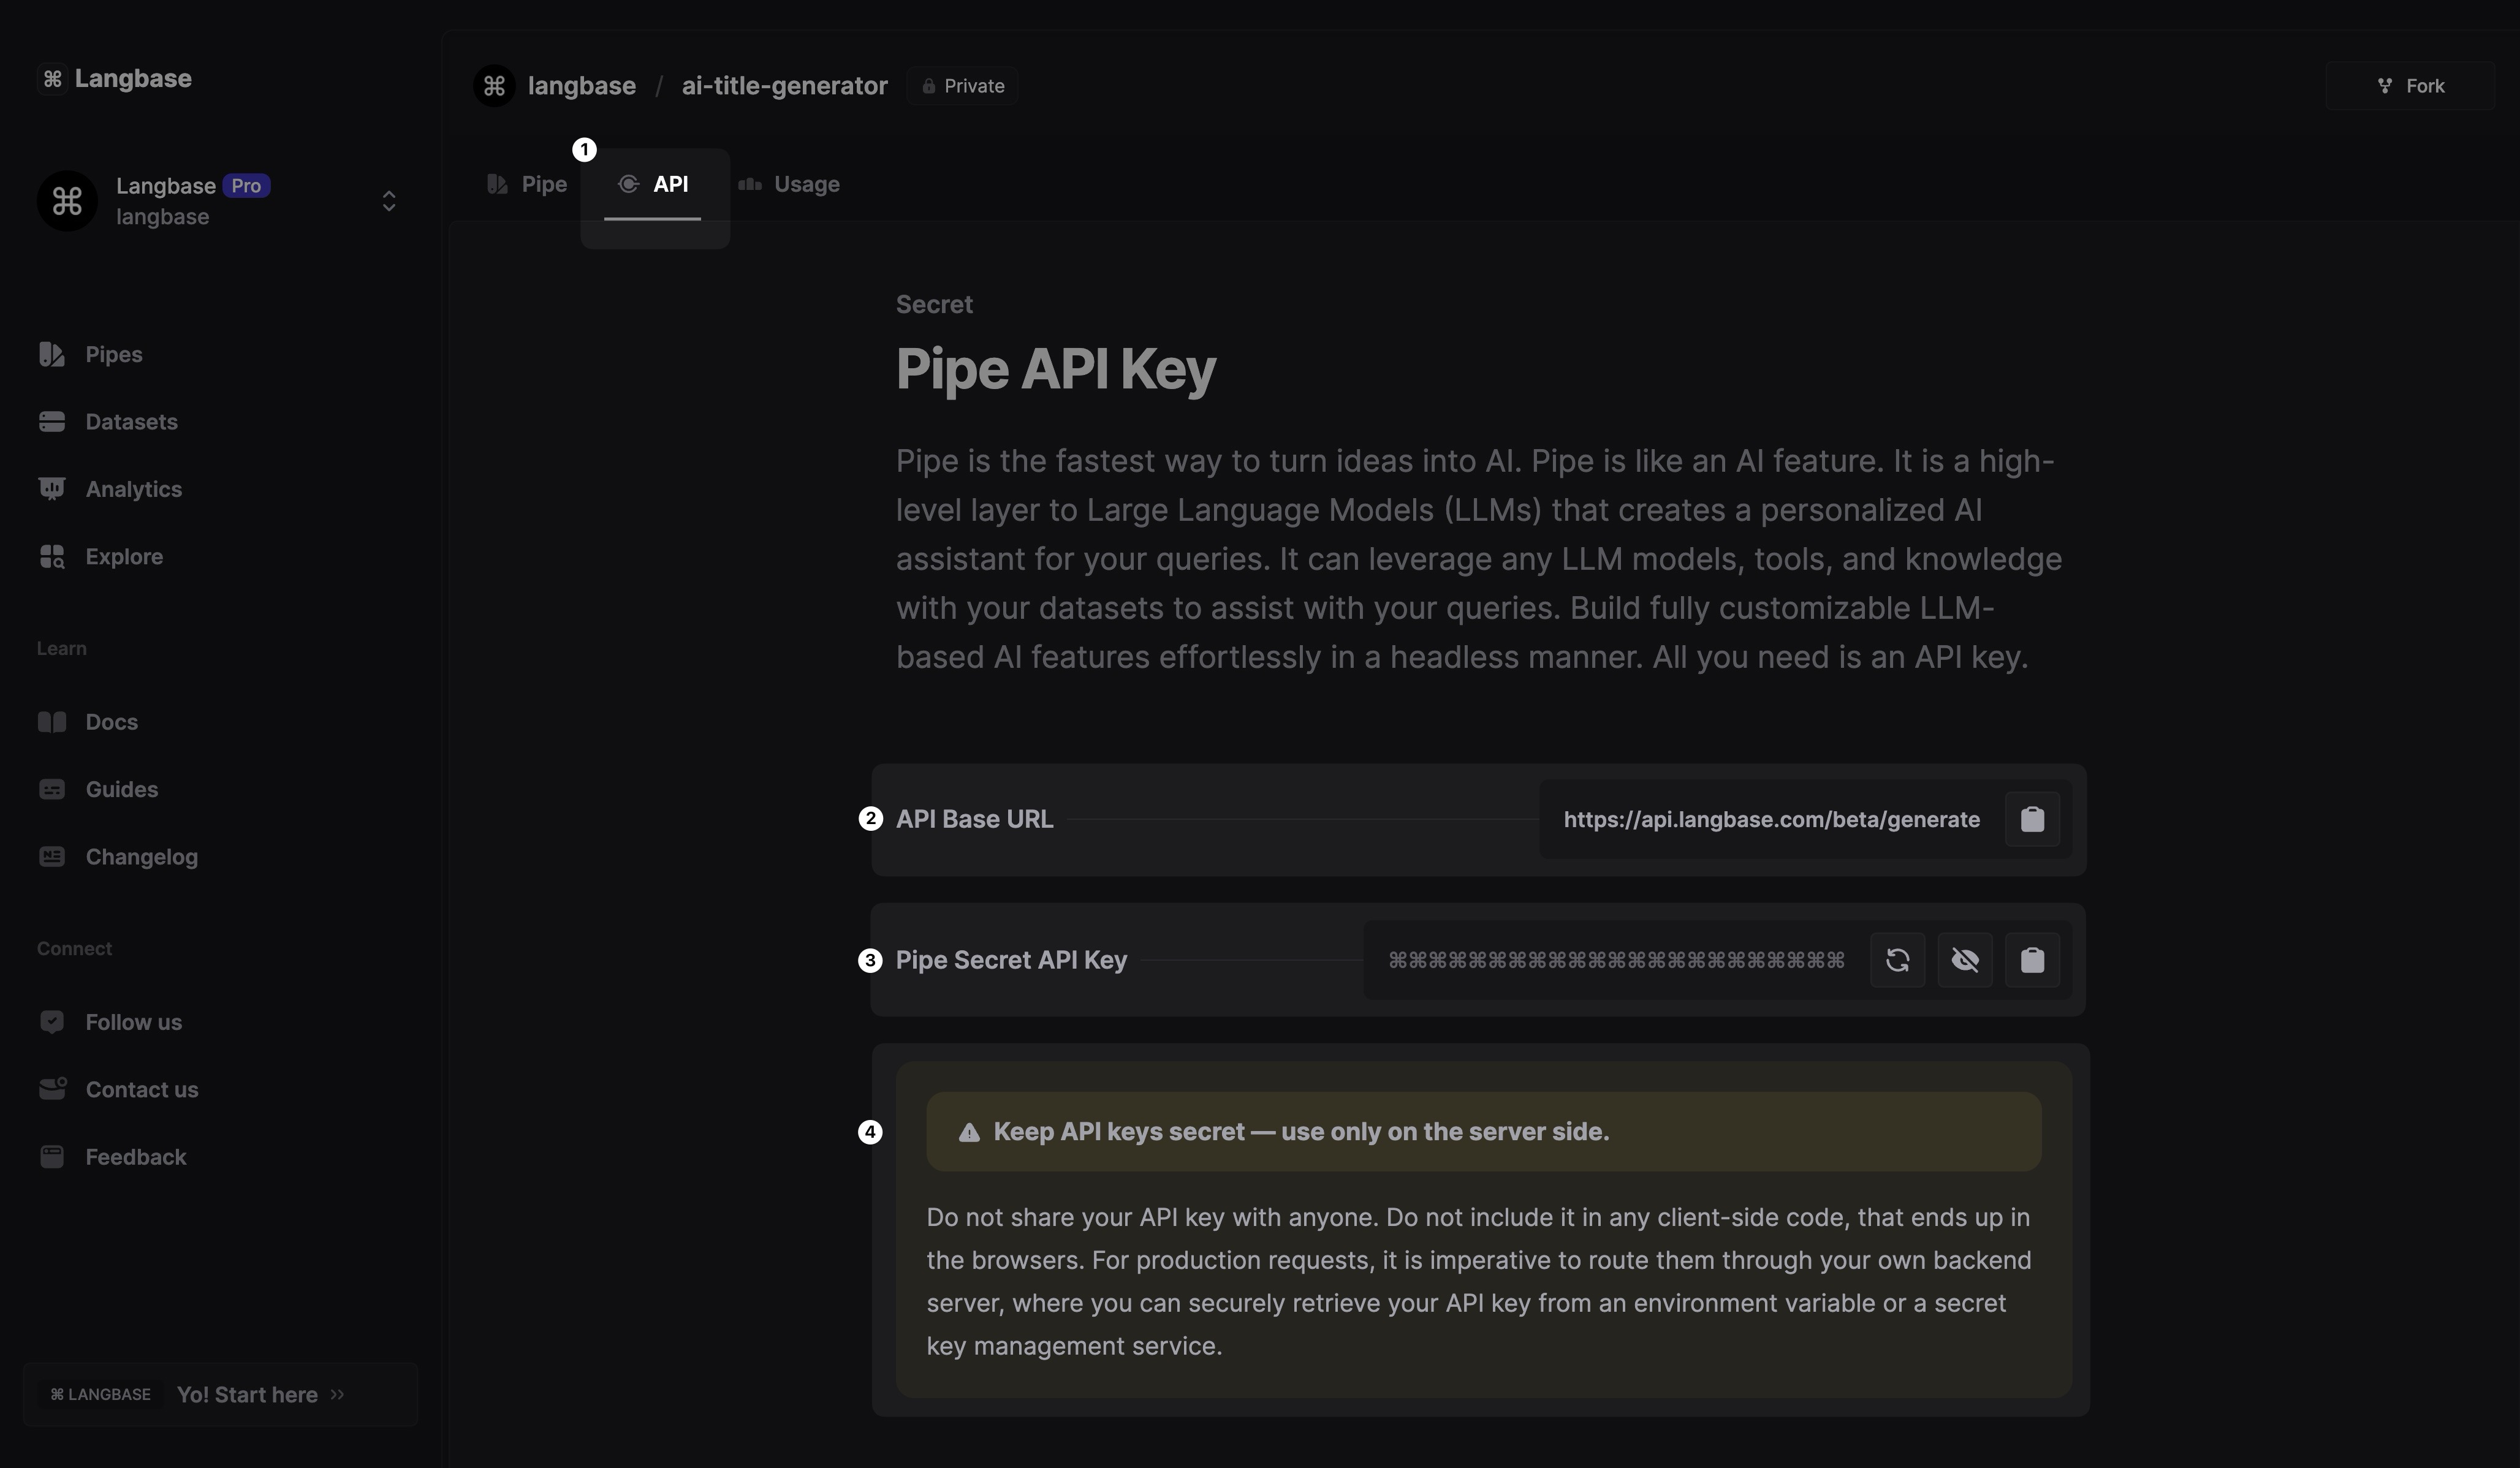 Langbase
langbase / ai-title-generator Private
Fork
Langbase Pro
langbase
1
Pipe API Usage
Pipes
Datasets
Analytics
Explore
Learn
Docs
Guides
Changelog
Connect
Follow us
Contact us
Feedback
⌘ LANGBASE Yo! Start here »
Secret
Pipe API Key
Pipe is the fastest way to turn ideas into AI. Pipe is like an AI feature. It is a high-
level layer to Large Language Models (LLMs) that creates a personalized AI
assistant for your queries. It can leverage any LLM models, tools, and knowledge
with your datasets to assist with your queries. Build fully customizable LLM-
based AI features effortlessly in a headless manner. All you need is an API key.
2 API Base URL https://api.langbase.com/beta/generate
3 Pipe Secret API Key ⌘⌘⌘⌘⌘⌘⌘⌘⌘⌘⌘⌘⌘⌘⌘⌘⌘⌘⌘⌘⌘⌘⌘
4 Keep API keys secret — use only on the server side.
Do not share your API key with anyone. Do not include it in any client-side code, that ends up in
the browsers. For production requests, it is imperative to route them through your own backend
server, where you can securely retrieve your API key from an environment variable or a secret
key management service.